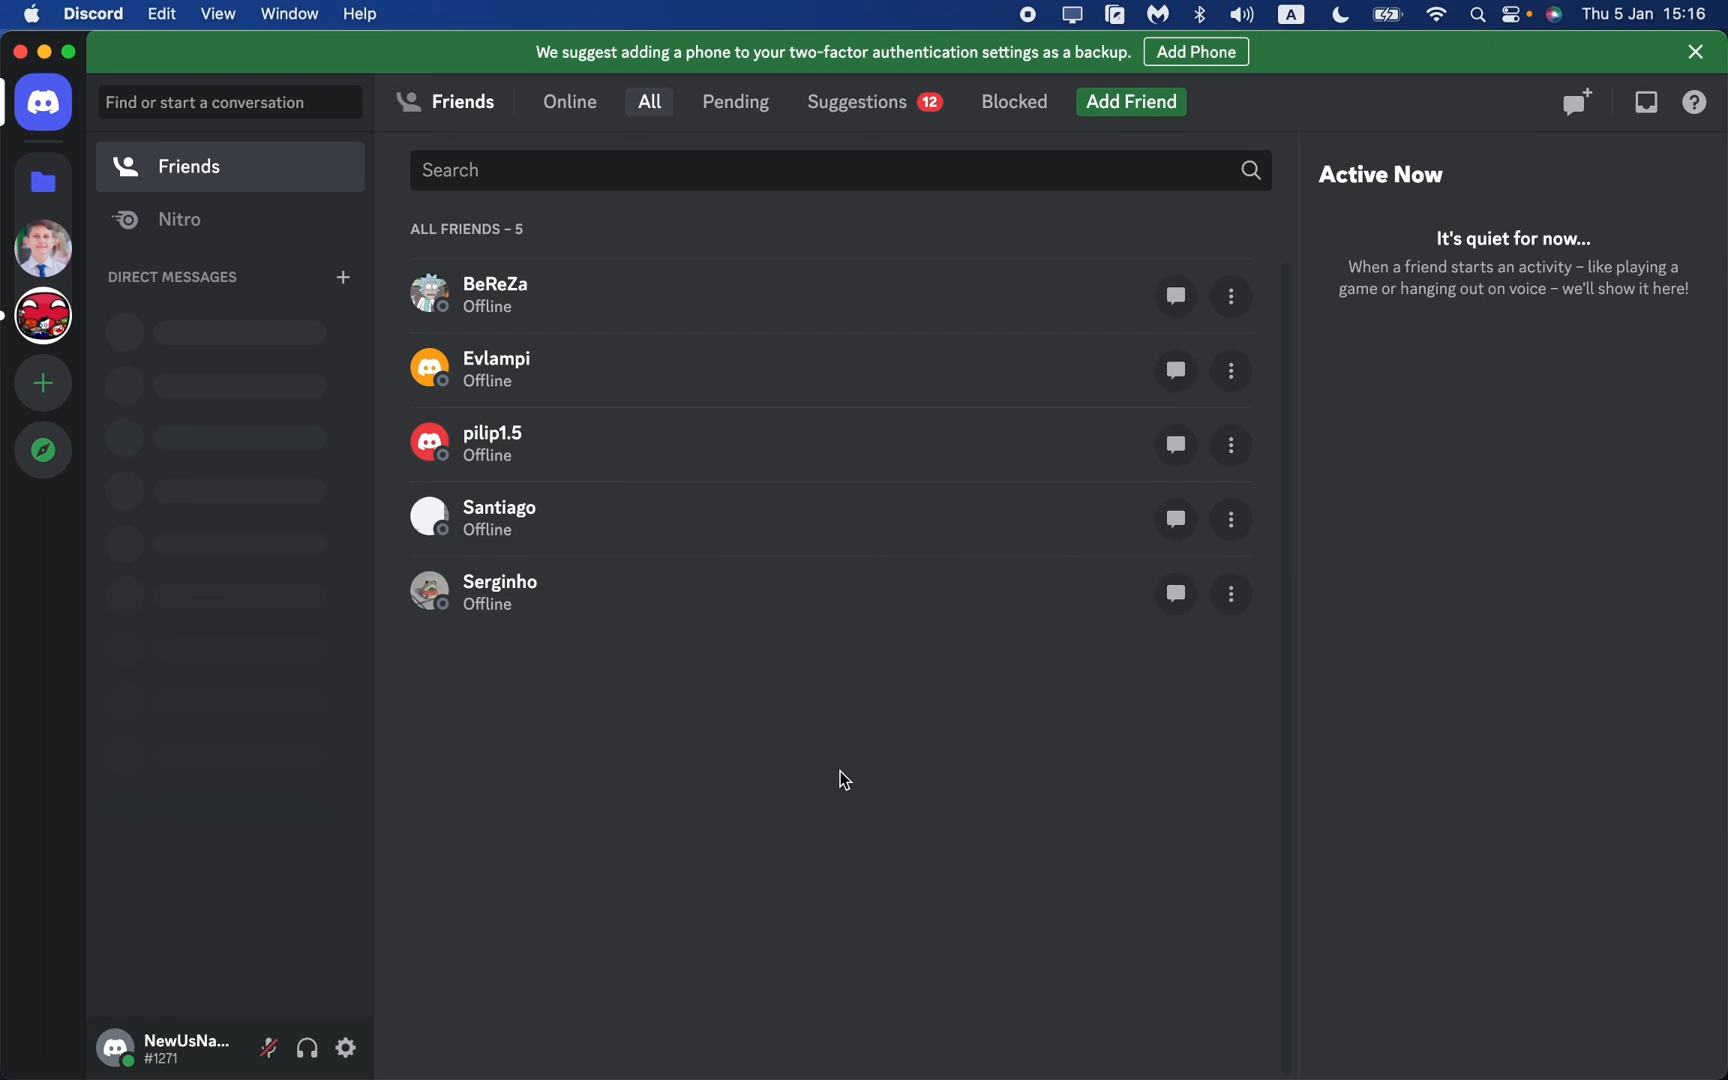 Discord Edit View Window Help A Thu 5 Jan 15:16
We suggest adding a phone to your two-factor authentication settings as a backup. Add Phone
Find or start a conversation
Friends Online All Pending Suggestions 12 Blocked Add Friend
Friends
Nitro
DIRECT MESSAGES
Search
ALL FRIENDS – 5
BeReZa
Offline
Evlampi
Offline
pilip1.5
Offline
Santiago
Offline
Serginho
Offline
Active Now
It's quiet for now...
When a friend starts an activity – like playing a
game or hanging out on voice – we'll show it here!
NewUsNa...
#1271